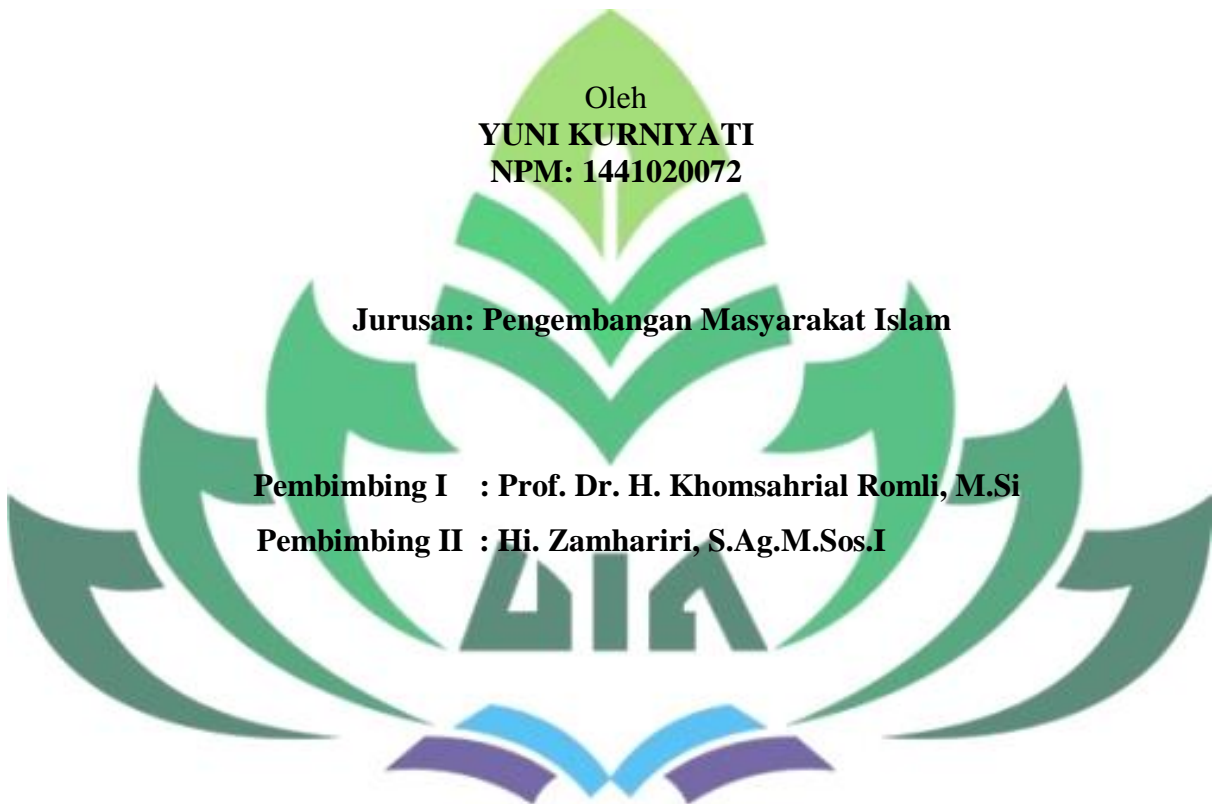 Oleh
YUNI KURNIYATI
NPM: 1441020072
Jurusan: Pengembangan Masyarakat Islam
Pembimbing I : Prof. Dr. H. Khomsahrial Romli, M.Si
Pembimbing II : Hi. Zamhariri, S.Ag.M.Sos.I
UIN